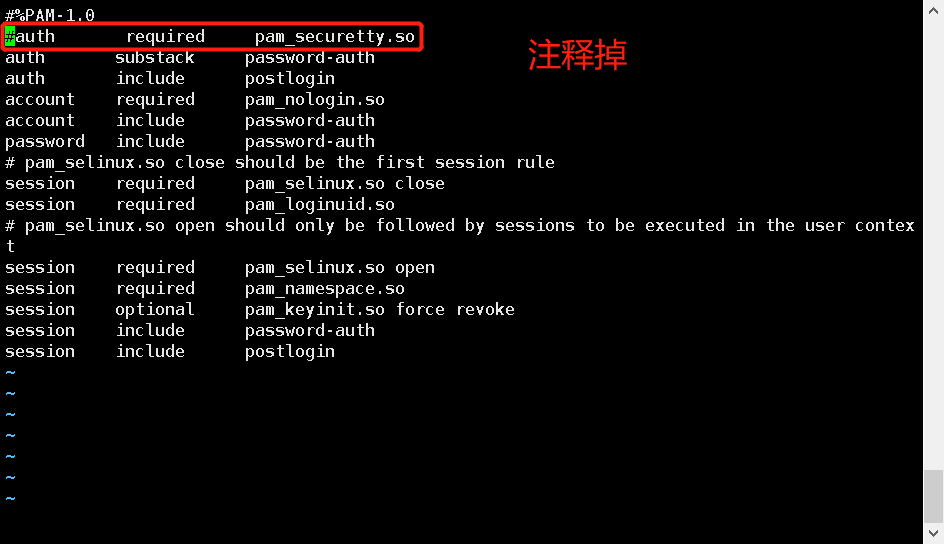 #%PAM-1.0
#auth       required     pam_securetty.so
注释掉
auth       substack     password-auth
auth       include      postlogin
account    required     pam_nologin.so
account    include      password-auth
password   include      password-auth
# pam_selinux.so close should be the first session rule
session    required     pam_selinux.so close
session    required     pam_loginuid.so
# pam_selinux.so open should only be followed by sessions to be executed in the user contex
t
session    required     pam_selinux.so open
session    required     pam_namespace.so
session    optional     pam_keyinit.so force revoke
session    include      password-auth
session    include      postlogin
~
~
~
~
~
~
~